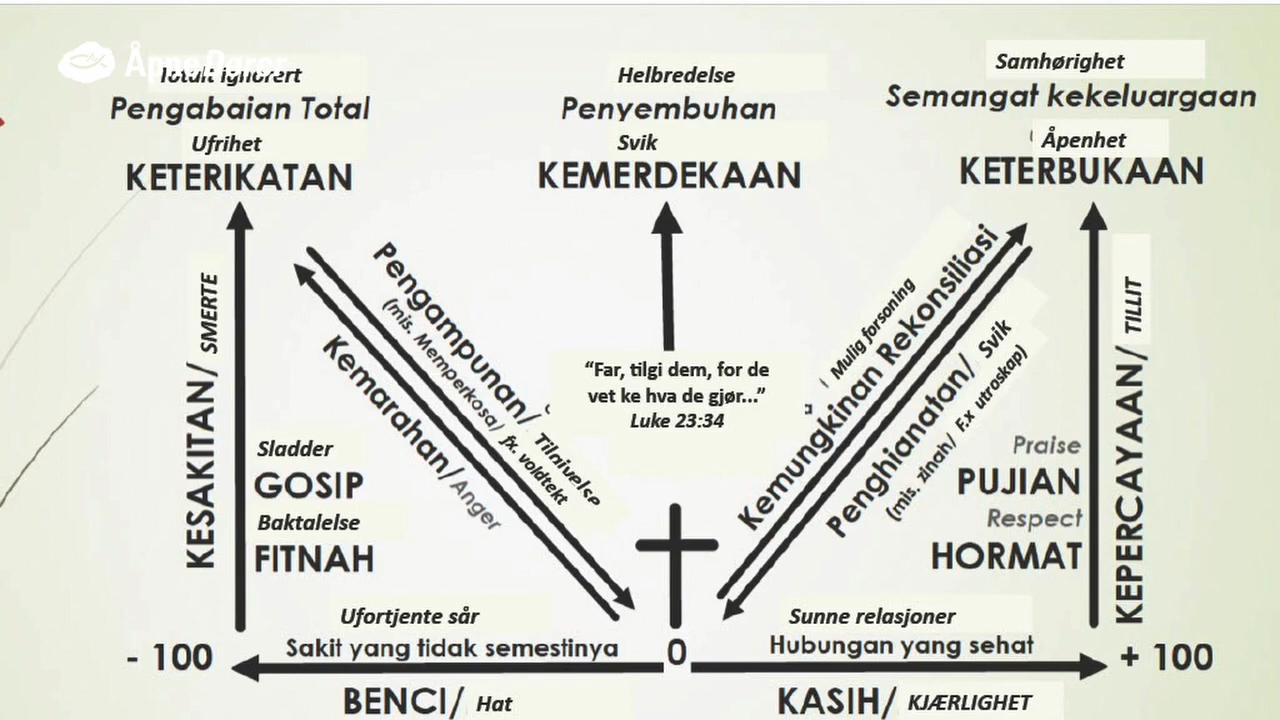 Åpne Dører
Totalt ignorert
Pengabaian Total
Ufrihet
KETERIKATAN
Helbredelse
Penyembuhan
Svik
KEMERDEKAAN
Samhørighet
Semangat kekeluargaan
Åpenhet
KETERBUKAAN
KESAKITAN/ SMERTE
Pengampunan/ Tilgivelse
(mis. Memperkosa/ fx. voldtekt
Kemarahan/Anger
Sladder
GOSIP
Baktalelse
FITNAH
“Far, tilgi dem, for de
vet ke hva de gjør...”
Luke 23:34
Mulig forsoning
Kemungkinan Rekonsiliasi
Penghianatan/ Svik
(mis. zinah/ F.x utroskap)
Praise
PUJIAN
Respect
HORMAT
KEPERCAYAAN/ TILLIT
Ufortjente sår
Sakit yang tidak semestinya
Sunne relasjoner
Hubungan yang sehat
- 100
0
+ 100
BENCI/ Hat
KASIH/ KJÆRLIGHET